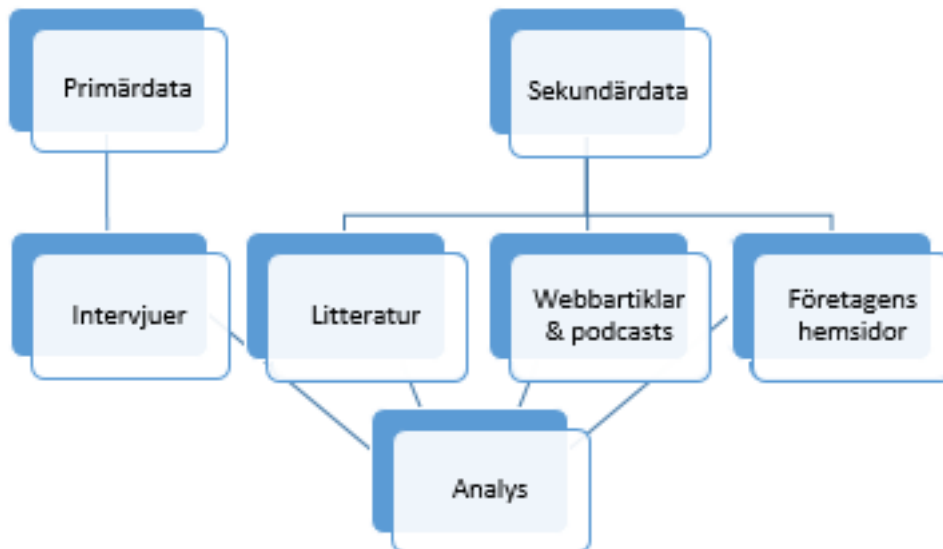 Primärdata
Sekundärdata
Intervjuer
Litteratur
Webbartiklar
& podcasts
Företagens
hemsidor
Analys